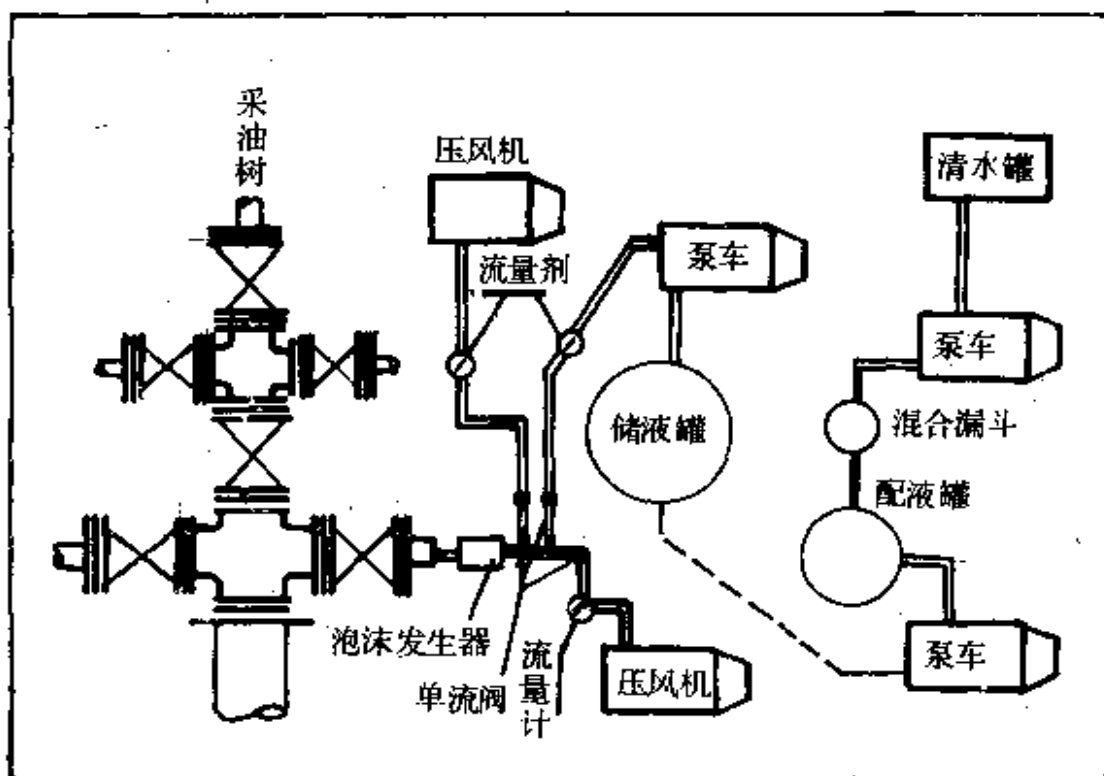 采油树
压风机
清水罐
流量剂
泵车
泵车
储液罐
混合漏斗
配液罐
泡沫发生器
单流阀
流量计
压风机
泵车